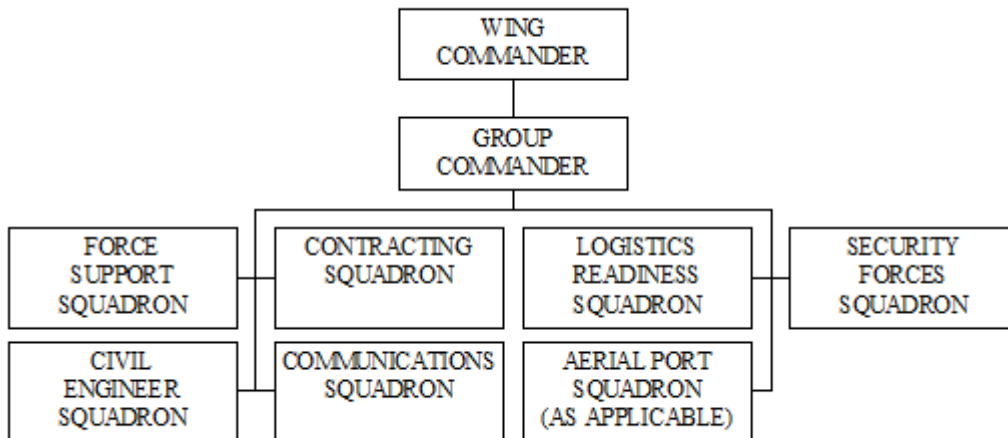 WING
COMMANDER
GROUP
COMMANDER
FORCE
SUPPORT
SQUADRON
CONTRACTING
SQUADRON
LOGISTICS
READINESS
SQUADRON
SECURITY
FORCES
SQUADRON
CIVIL
ENGINEER
SQUADRON
COMMUNICATIONS
SQUADRON
AERIAL PORT
SQUADRON
(AS APPLICABLE)